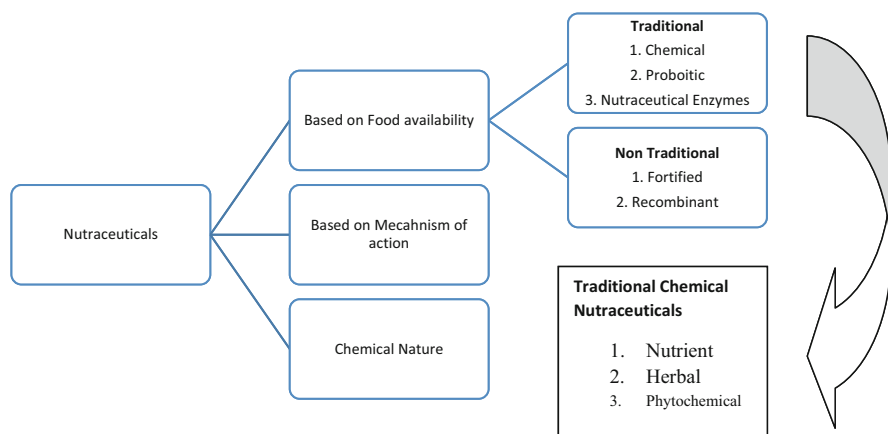 Nutraceuticals
Based on Food availability
Based on Mecahnism of
action
Chemical Nature
Traditional
1. Chemical
2. Proboitic
3. Nutraceutical Enzymes
Non Traditional
1. Fortified
2. Recombinant
Traditional Chemical
Nutraceuticals
1. Nutrient
2. Herbal
3. Phytochemical